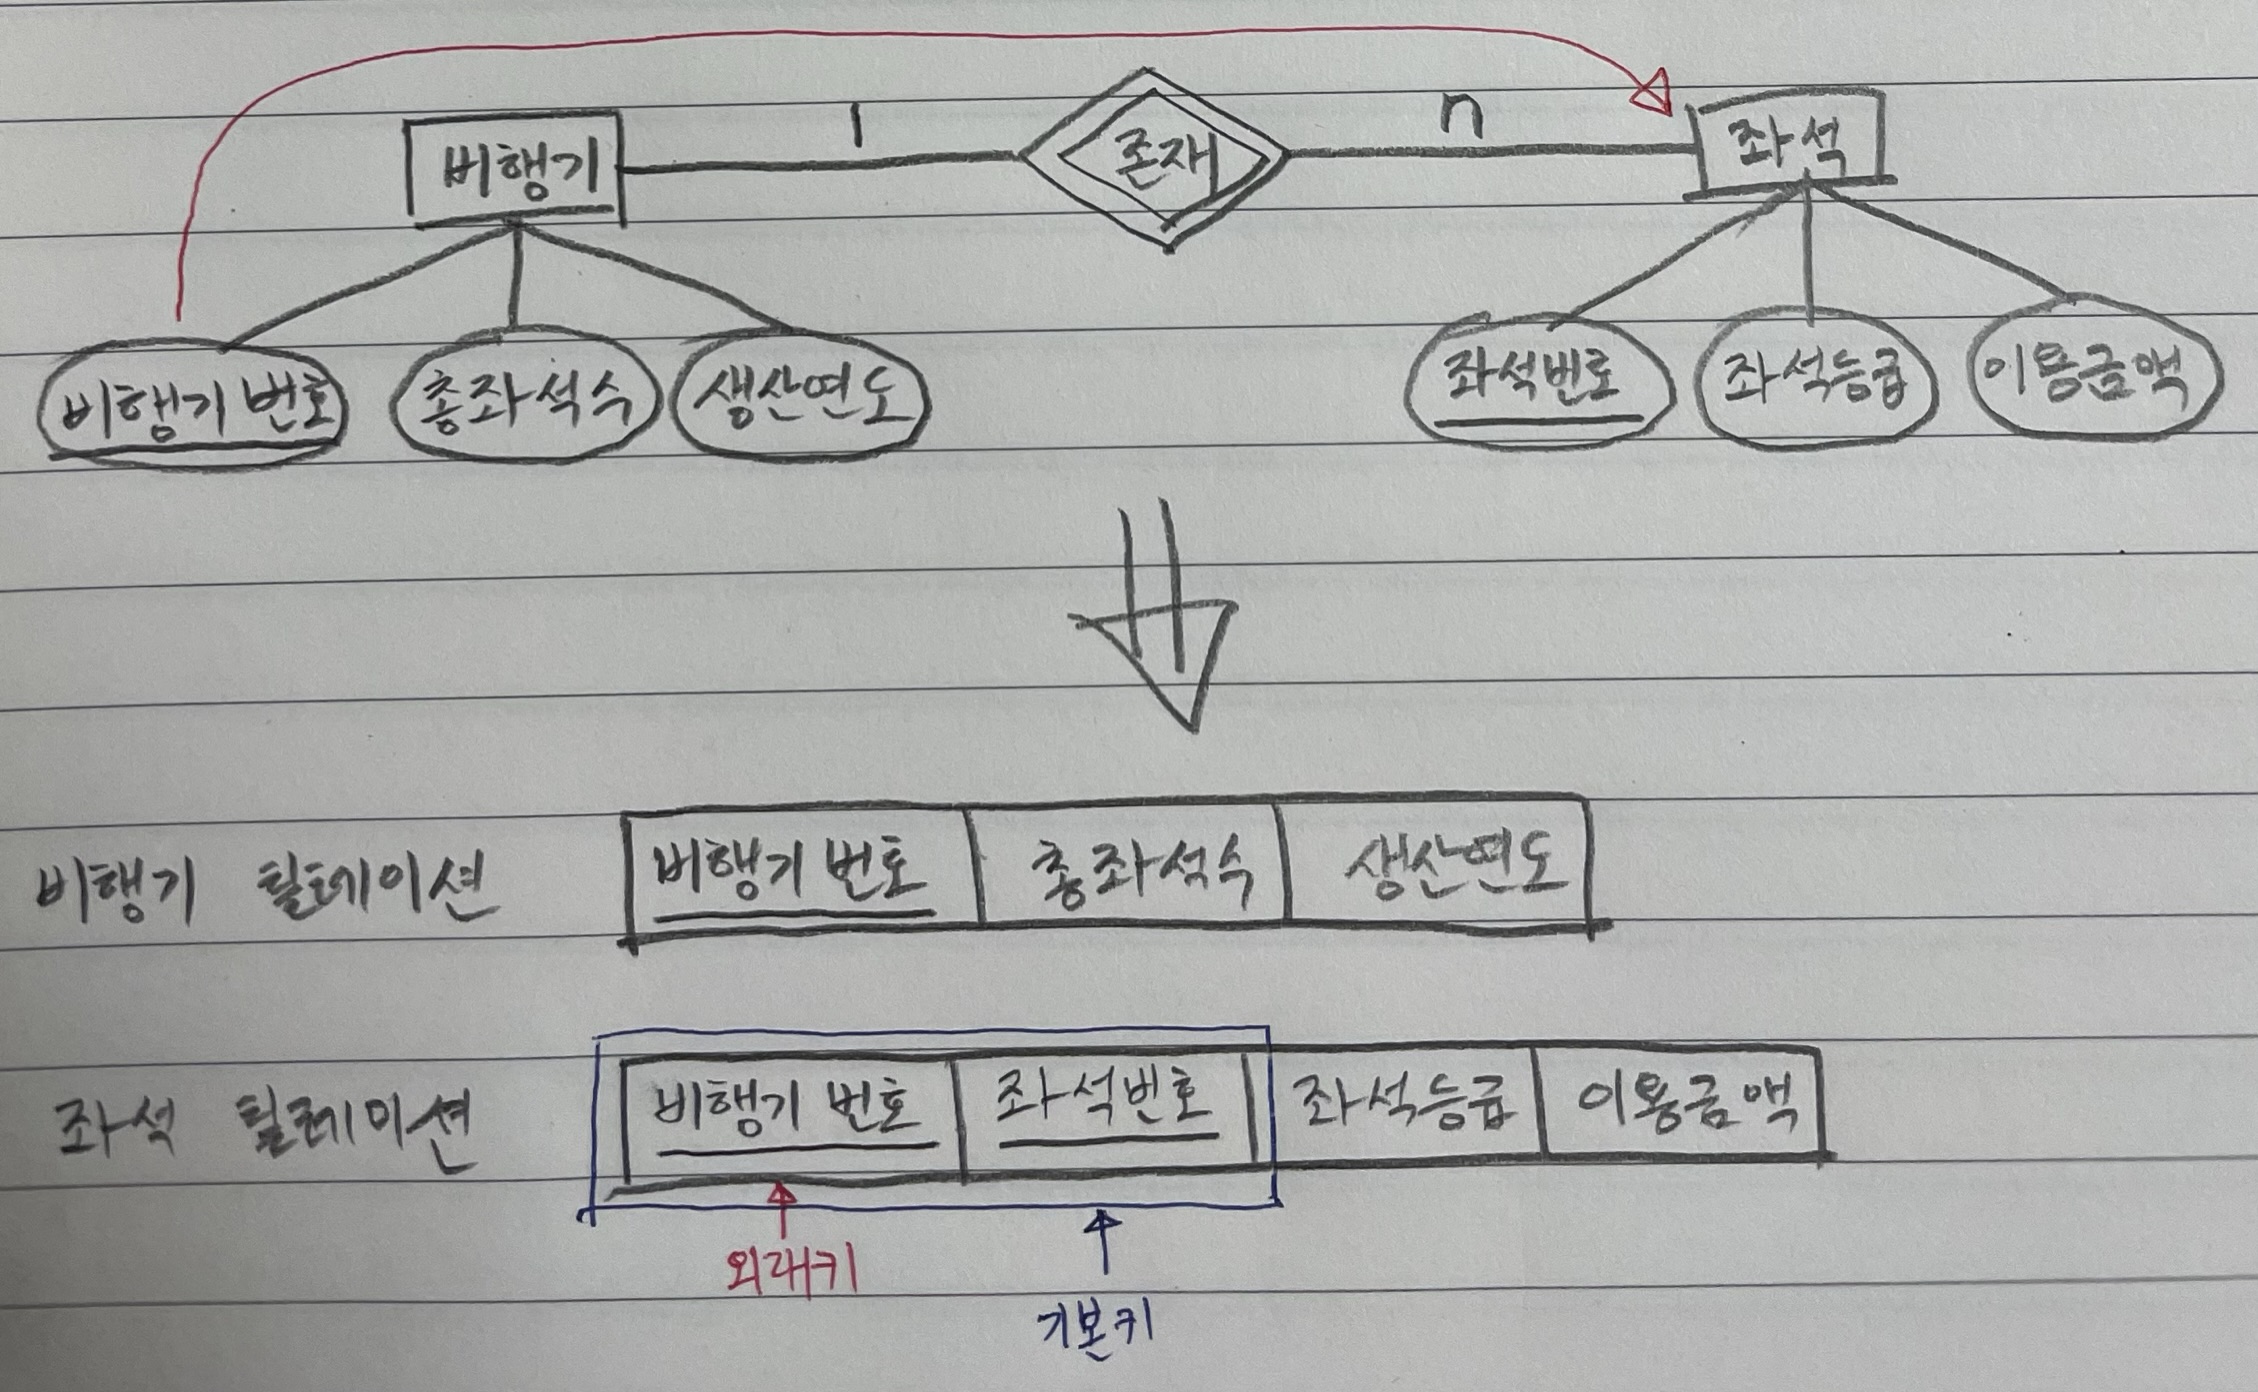 비행기 1 존재 n 좌석
비행기 번호 총좌석수 생산연도 좌석번호 좌석등급 이용금액
비행기 릴테이션 비행기 번호 총좌석수 생산연도
좌석 릴레이션 비행기 번호 좌석번호 좌석등급 이용금액
외래키
기본키